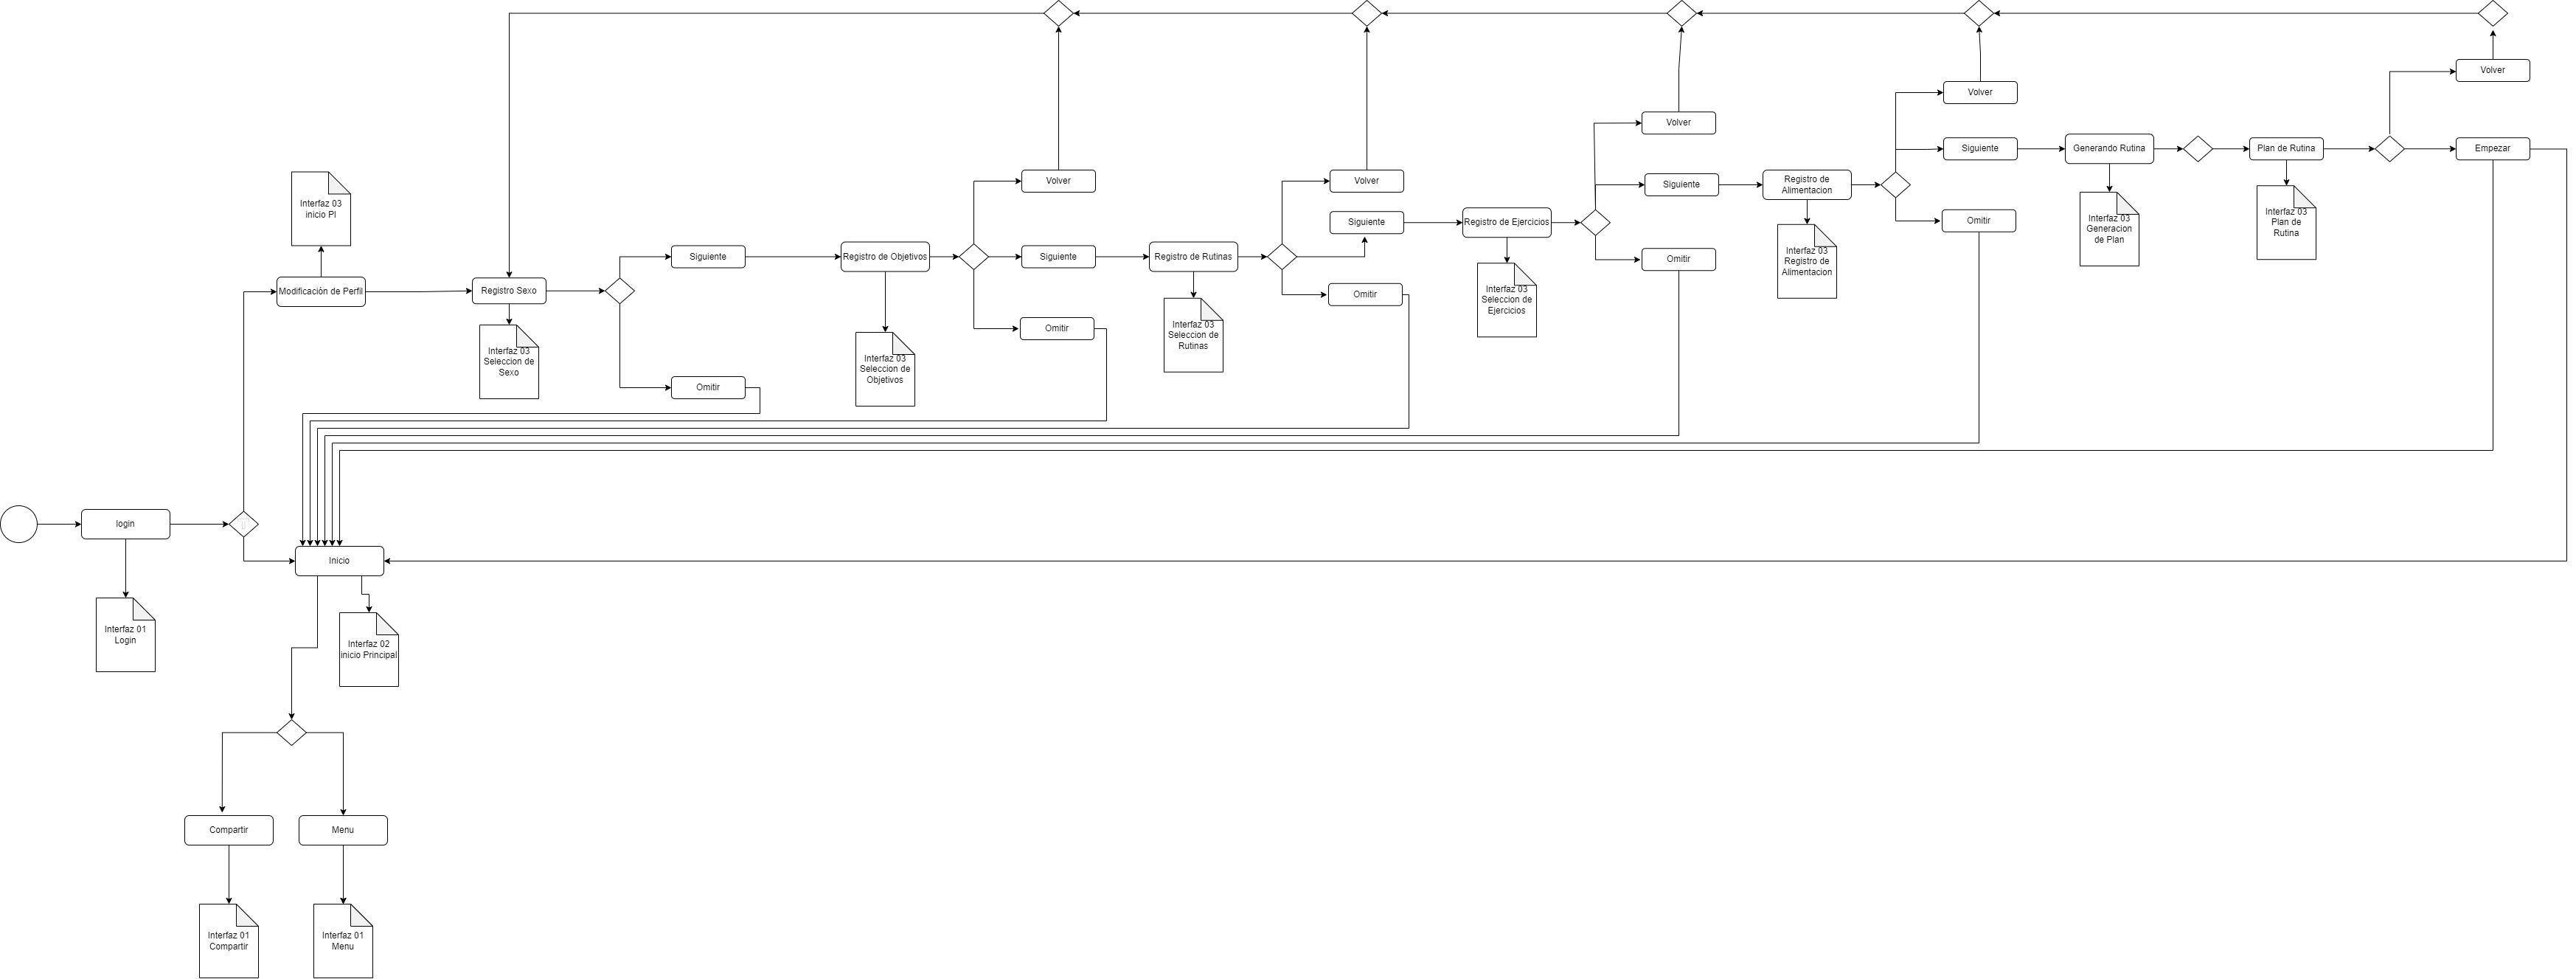 Volver
Volver
Volver
Siguiente
Generando Rutina
Plan de Rutina
Empezar
Volver
Volver
Siguiente
Registro de
Alimentacion
Interfaz 03
inicio PI
Siguiente
Registro de Ejercicios
Omitir
Interfaz 03
Generacion
de Plan
Interfaz 03
Plan de
Rutina
Siguiente
Registro de Objetivos
Siguiente
Registro de Rutinas
Omitir
Interfaz 03
Registro de
Alimentacion
Modificación de Perfil
Registro Sexo
Omitir
Interfaz 03
Seleccion de
Ejercicios
Omitir
Interfaz 03
Seleccion de
Rutinas
Interfaz 03
Seleccion de
Sexo
Omitir
Interfaz 03
Seleccion de
Objetivos
login
T
Inicio
Interfaz 01
Login
Interfaz 02
inicio Principal
Compartir
Menu
Interfaz 01
Compartir
Interfaz 01
Menu